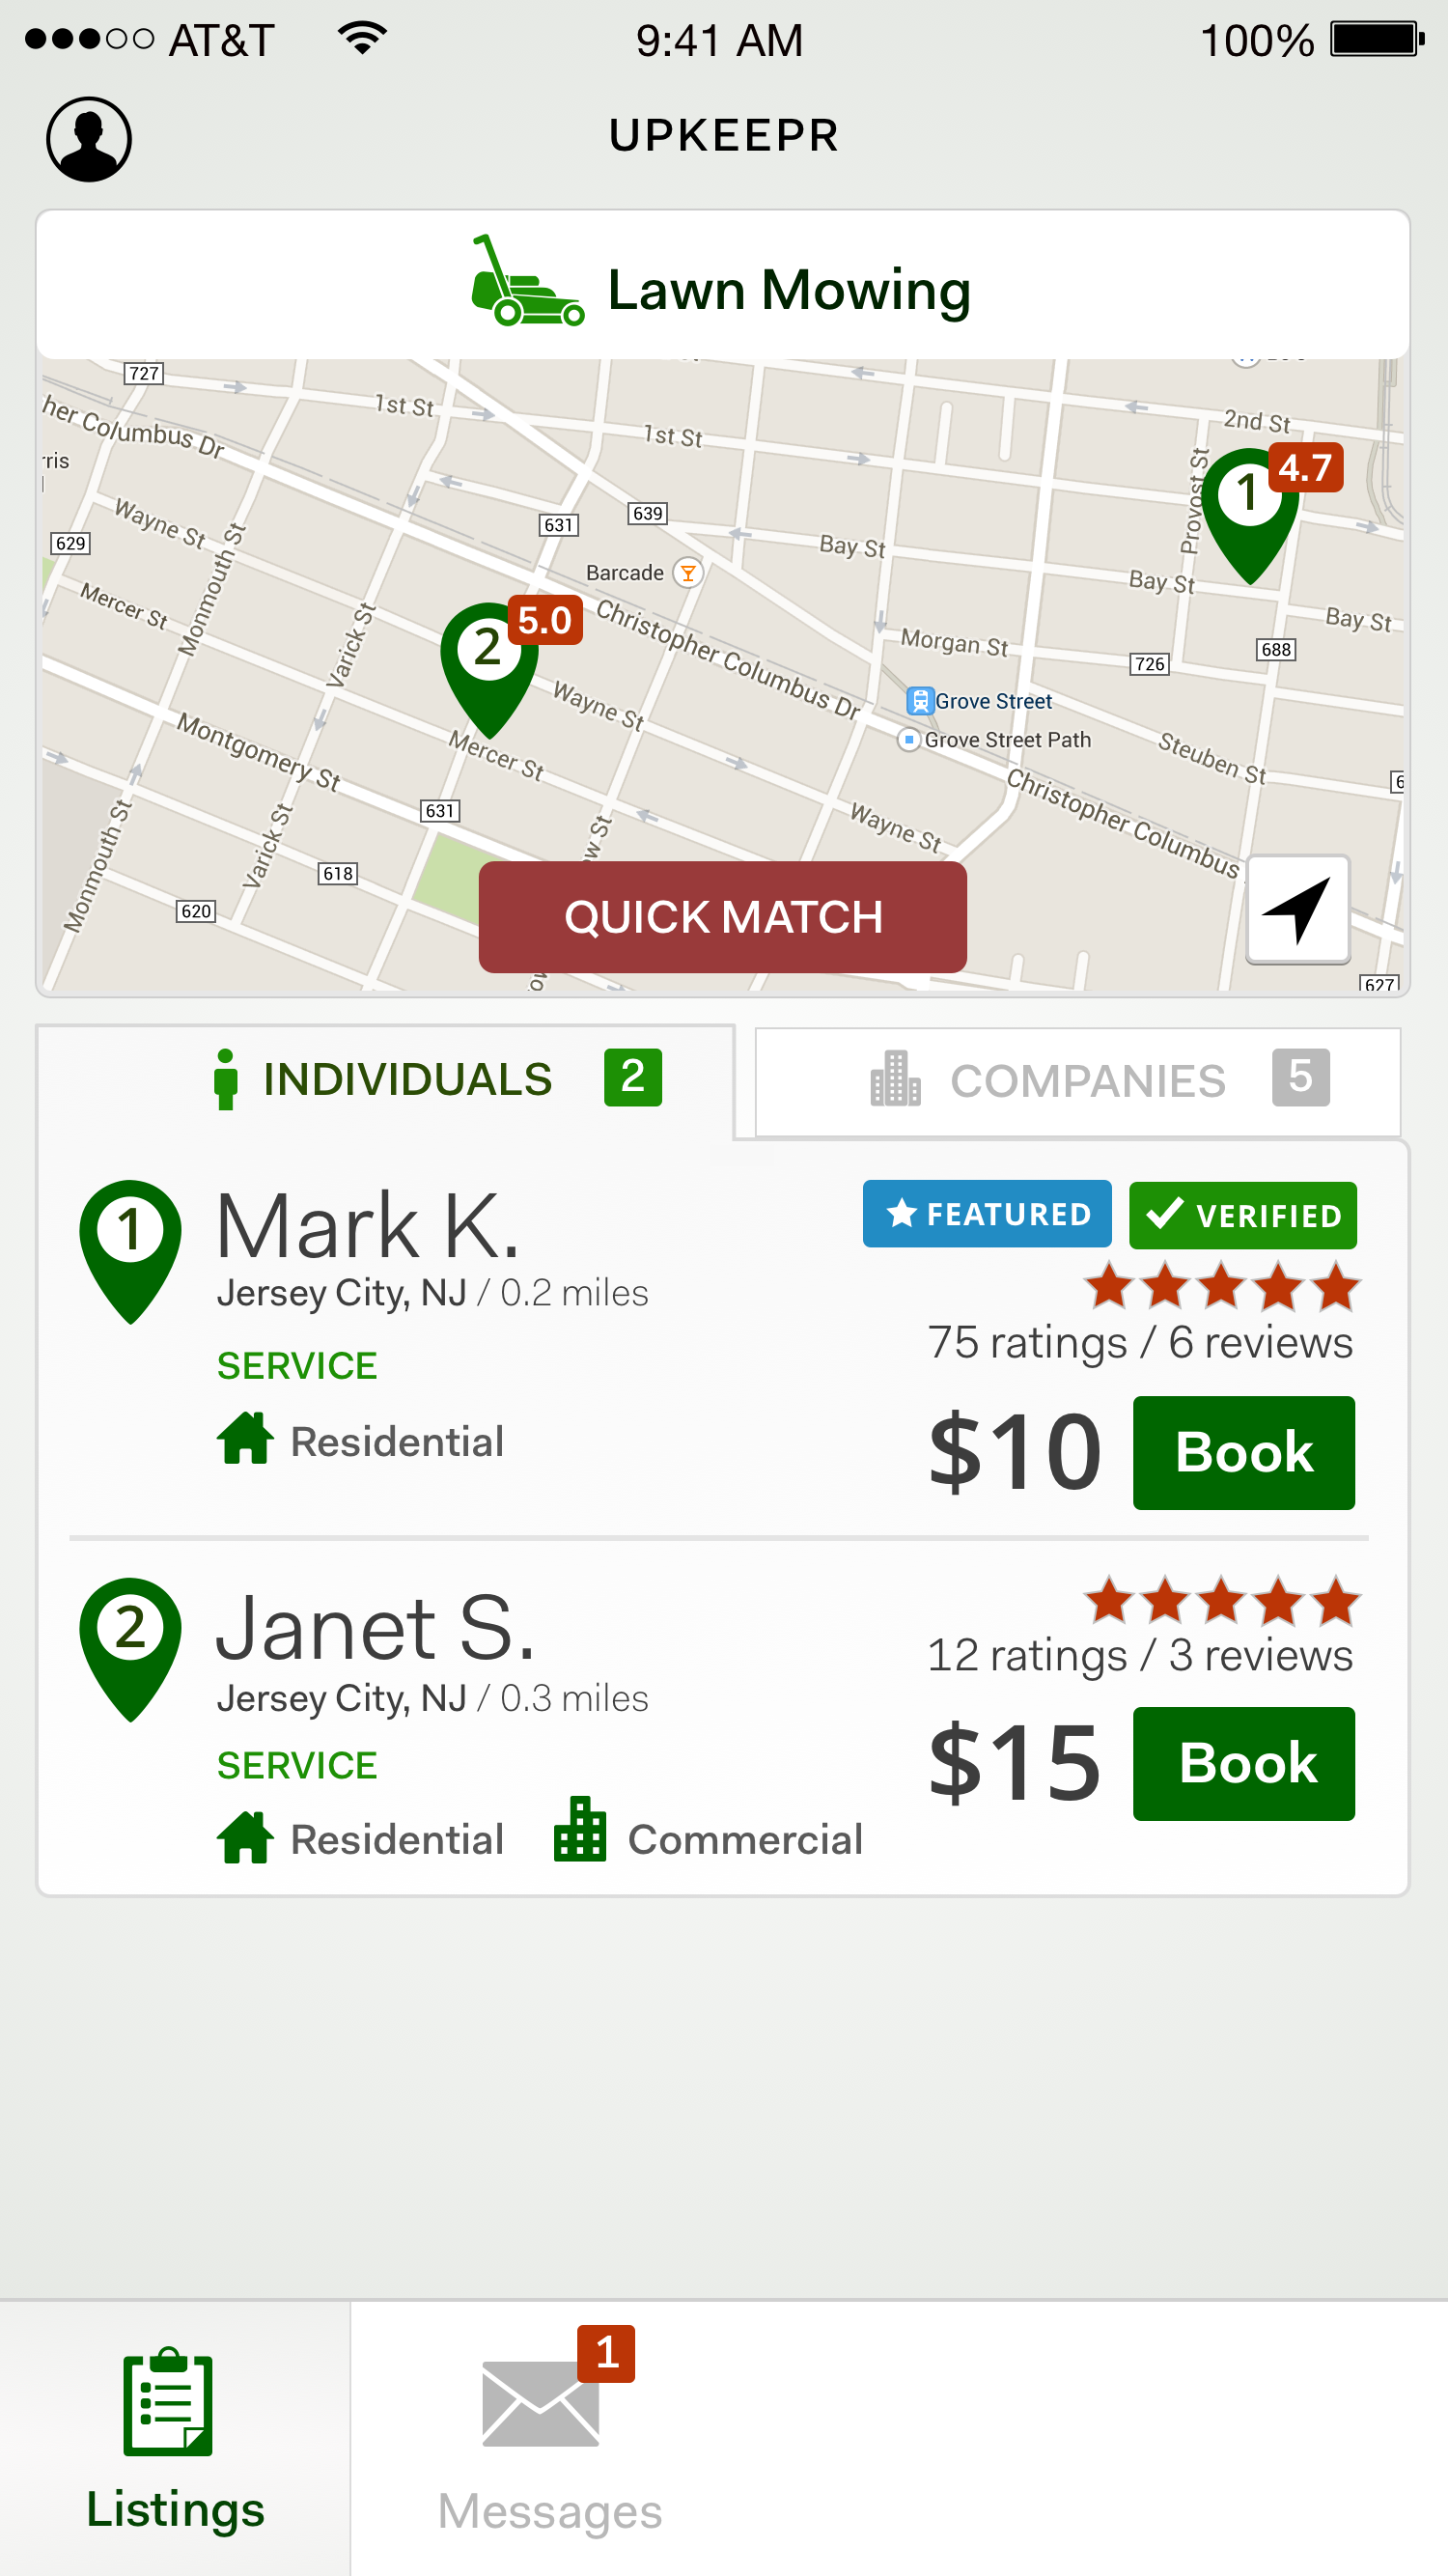 AT&T 9:41 AM 100%
UPKEEPR
Lawn Mowing
727
1st St
1st St
2nd St
her Columbus Dr
rris
Provost St
1 4.7
Wayne St
639
631
629
Monmouth St
Bay St
Barcade
Bay St
Mercer St
Varick St
2 5.0
Christopher Columbus Dr
Bay St
Morgan St
688
726
Wayne St
Grove Street
Grove Street Path
Montgomery St
Mercer St
Steuben St
6
Christopher Columbus
Monmouth St
Varick St
631
Wayne St
w St
618
620
QUICK MATCH
627
INDIVIDUALS 2
COMPANIES 5
1 Mark K.
FEATURED
VERIFIED
Jersey City, NJ / 0.2 miles
75 ratings / 6 reviews
SERVICE
Residential
$10 Book
2 Janet S.
12 ratings / 3 reviews
Jersey City, NJ / 0.3 miles
SERVICE
$15 Book
Residential
Commercial
1
Listings
Messages